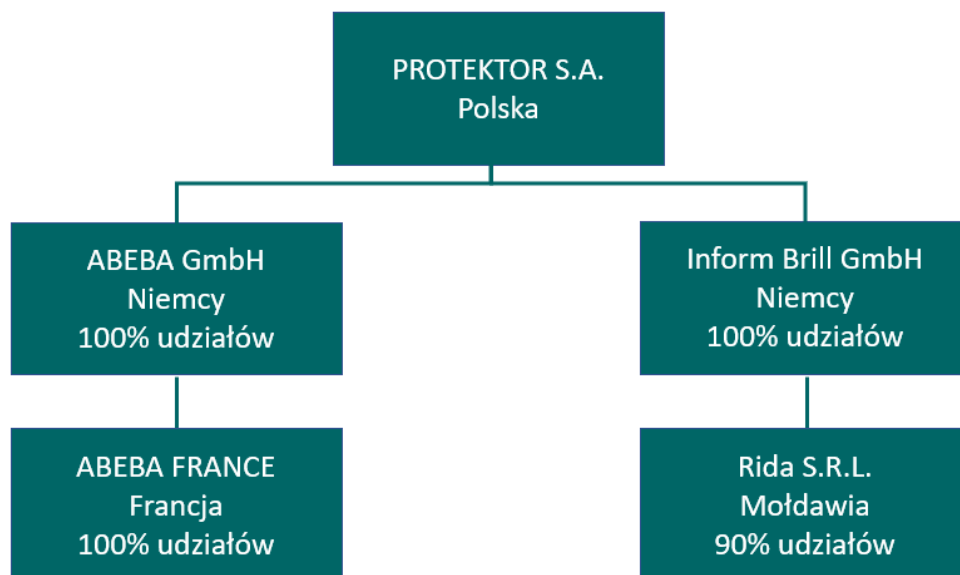 PROTEKTOR S.A.
Polska
ABEBA GmbH
Niemcy
100% udziałów
Inform Brill GmbH
Niemcy
100% udziałów
ABEBA FRANCE
Francja
100% udziałów
Rida S.R.L.
Mołdawia
90% udziałów